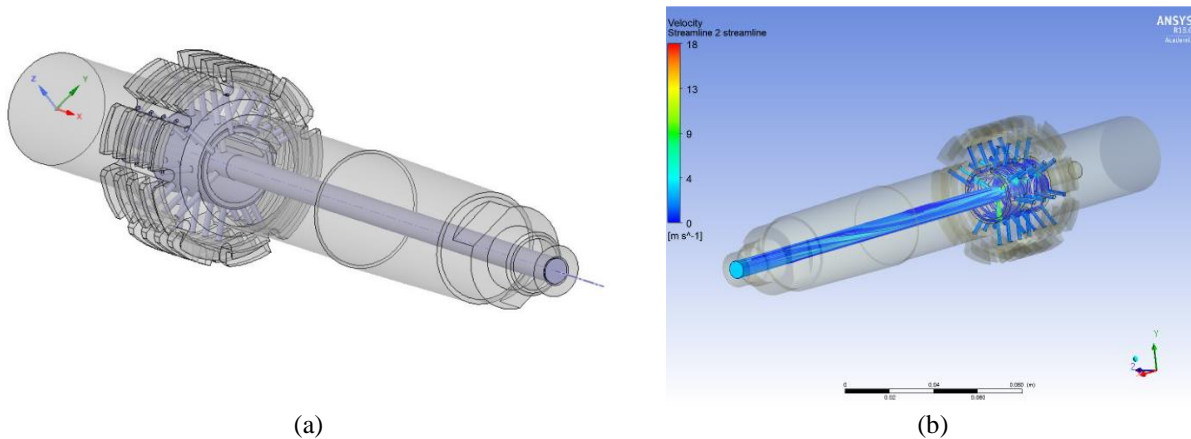 Z
Y
X
Velocity
Streamline 2 streamline
18
13
9
4
0
[m s^-1]
ANSYS
R15.0
Academic
Y
Z
0
0.04
0.080 (m)
0.02
0.060
(a)
(b)